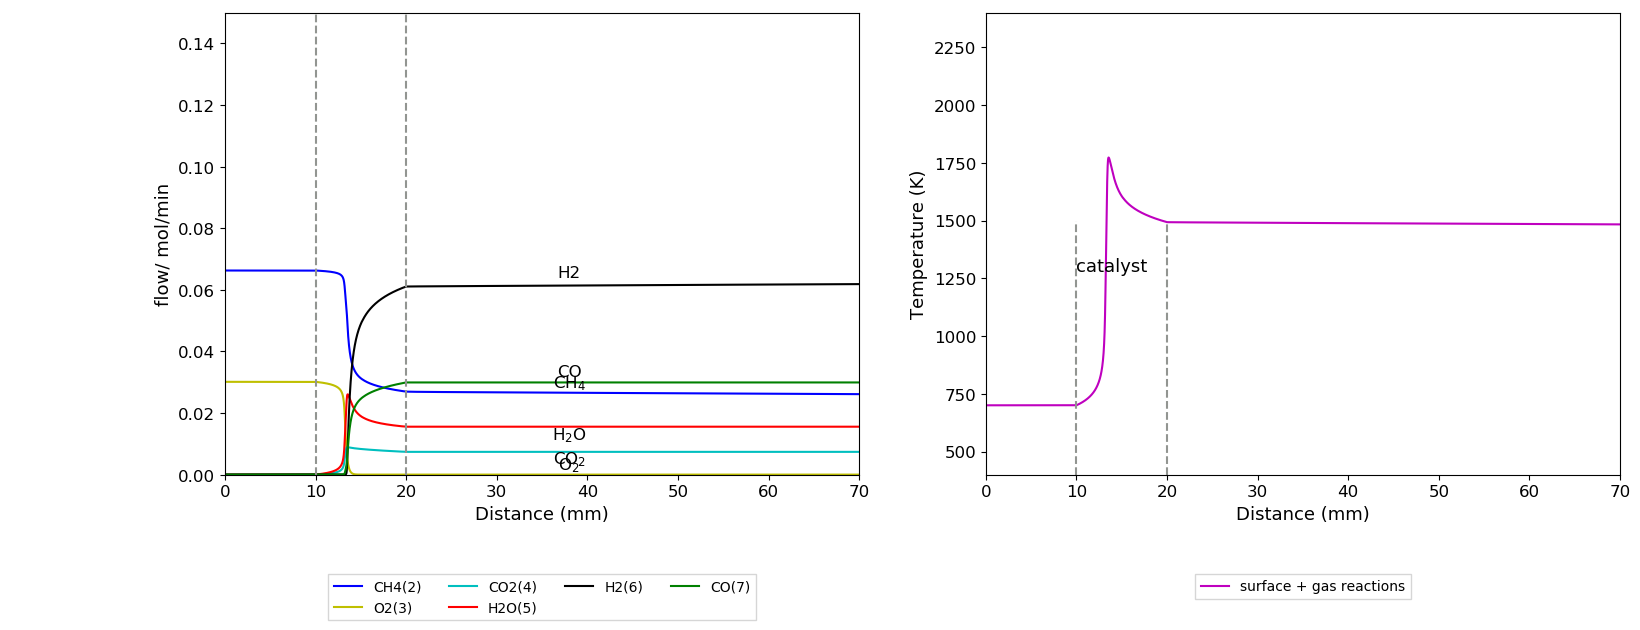 0.14
0.12
0.10
0.08
0.06
0.04
0.02
0.00
flow/ mol/min
H2
CO
CH₄
H₂O
CO₂
O₂
0 10 20 30 40 50 60 70
Distance (mm)
CH4(2) CO2(4) H2(6) CO(7)
O2(3) H2O(5)
2250
2000
1750
1500
1250
1000
750
500
Temperature (K)
catalyst
0 10 20 30 40 50 60 70
Distance (mm)
surface + gas reactions